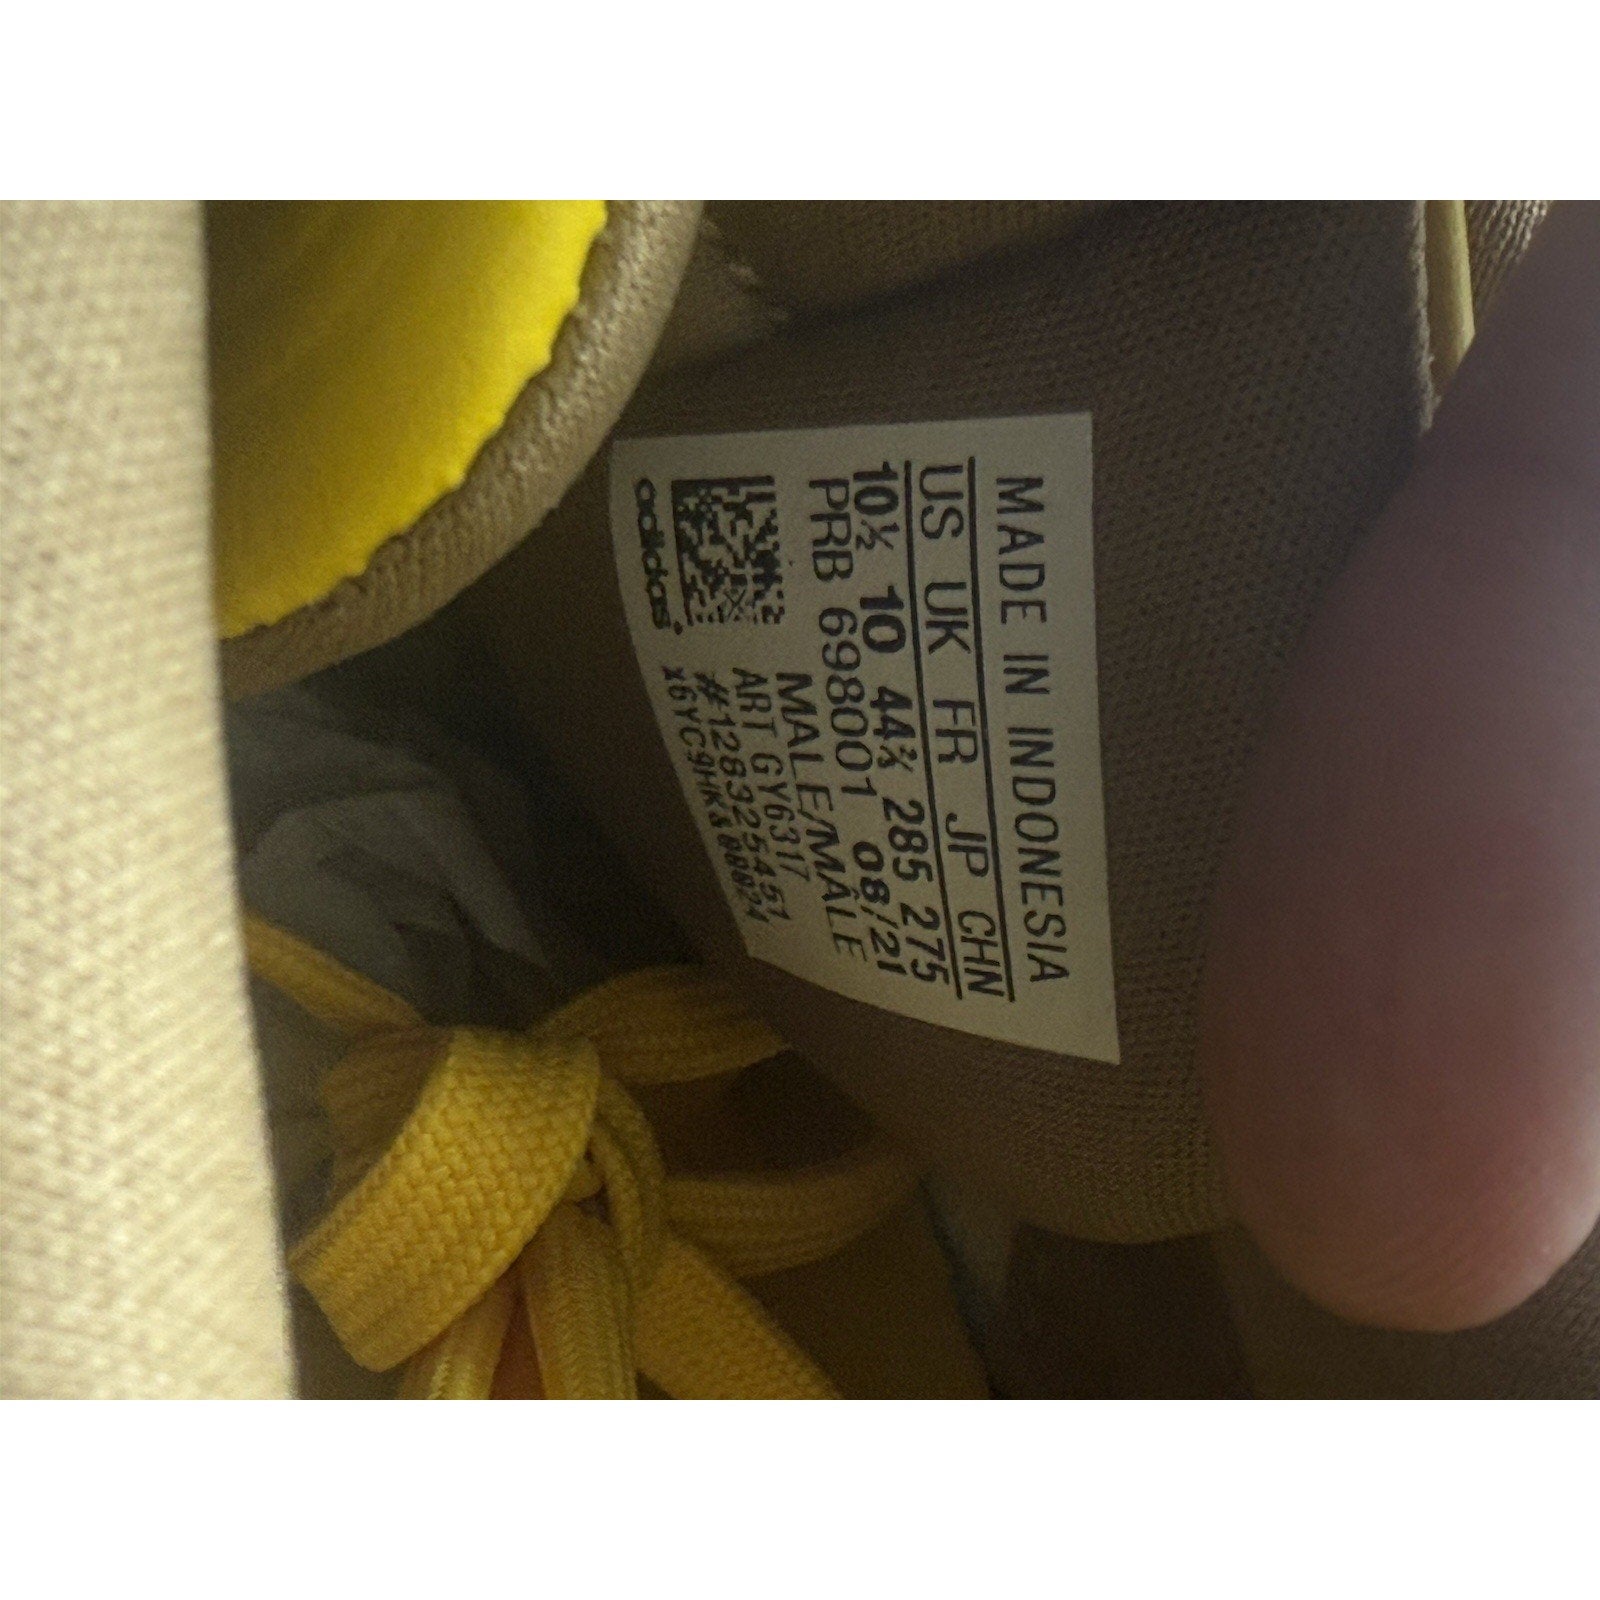 MADE IN INDONESIA
US UK FR JP CHN
10½ 10 44⅔ 285 275
PRB 698001 08/21
MALE/MÂLE
ART GY6317
#1283254451
adidas